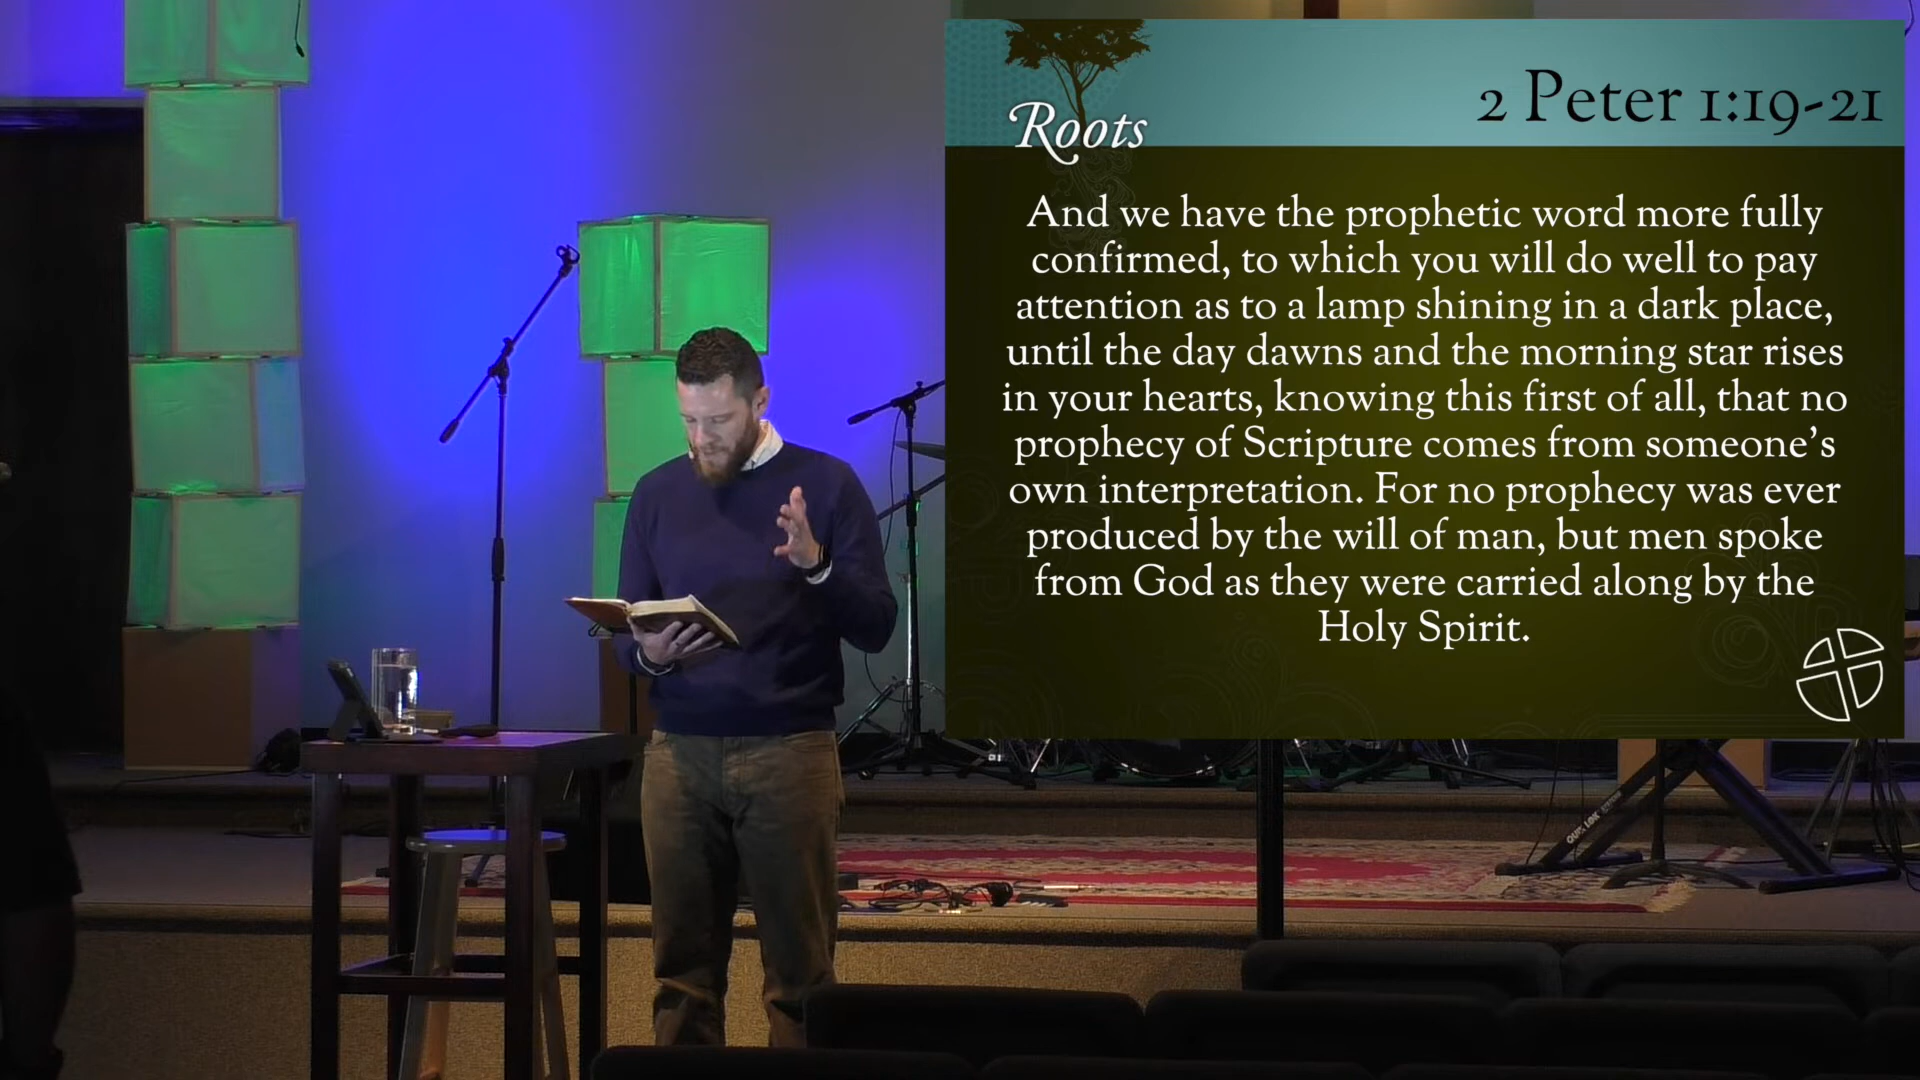 Roots
2 Peter 1:19-21
And we have the prophetic word more fully
confirmed, to which you will do well to pay
attention as to a lamp shining in a dark place,
until the day dawns and the morning star rises
in your hearts, knowing this first of all, that no
prophecy of Scripture comes from someone’s
own interpretation. For no prophecy was ever
produced by the will of man, but men spoke
from God as they were carried along by the
Holy Spirit.
QUIK LOK